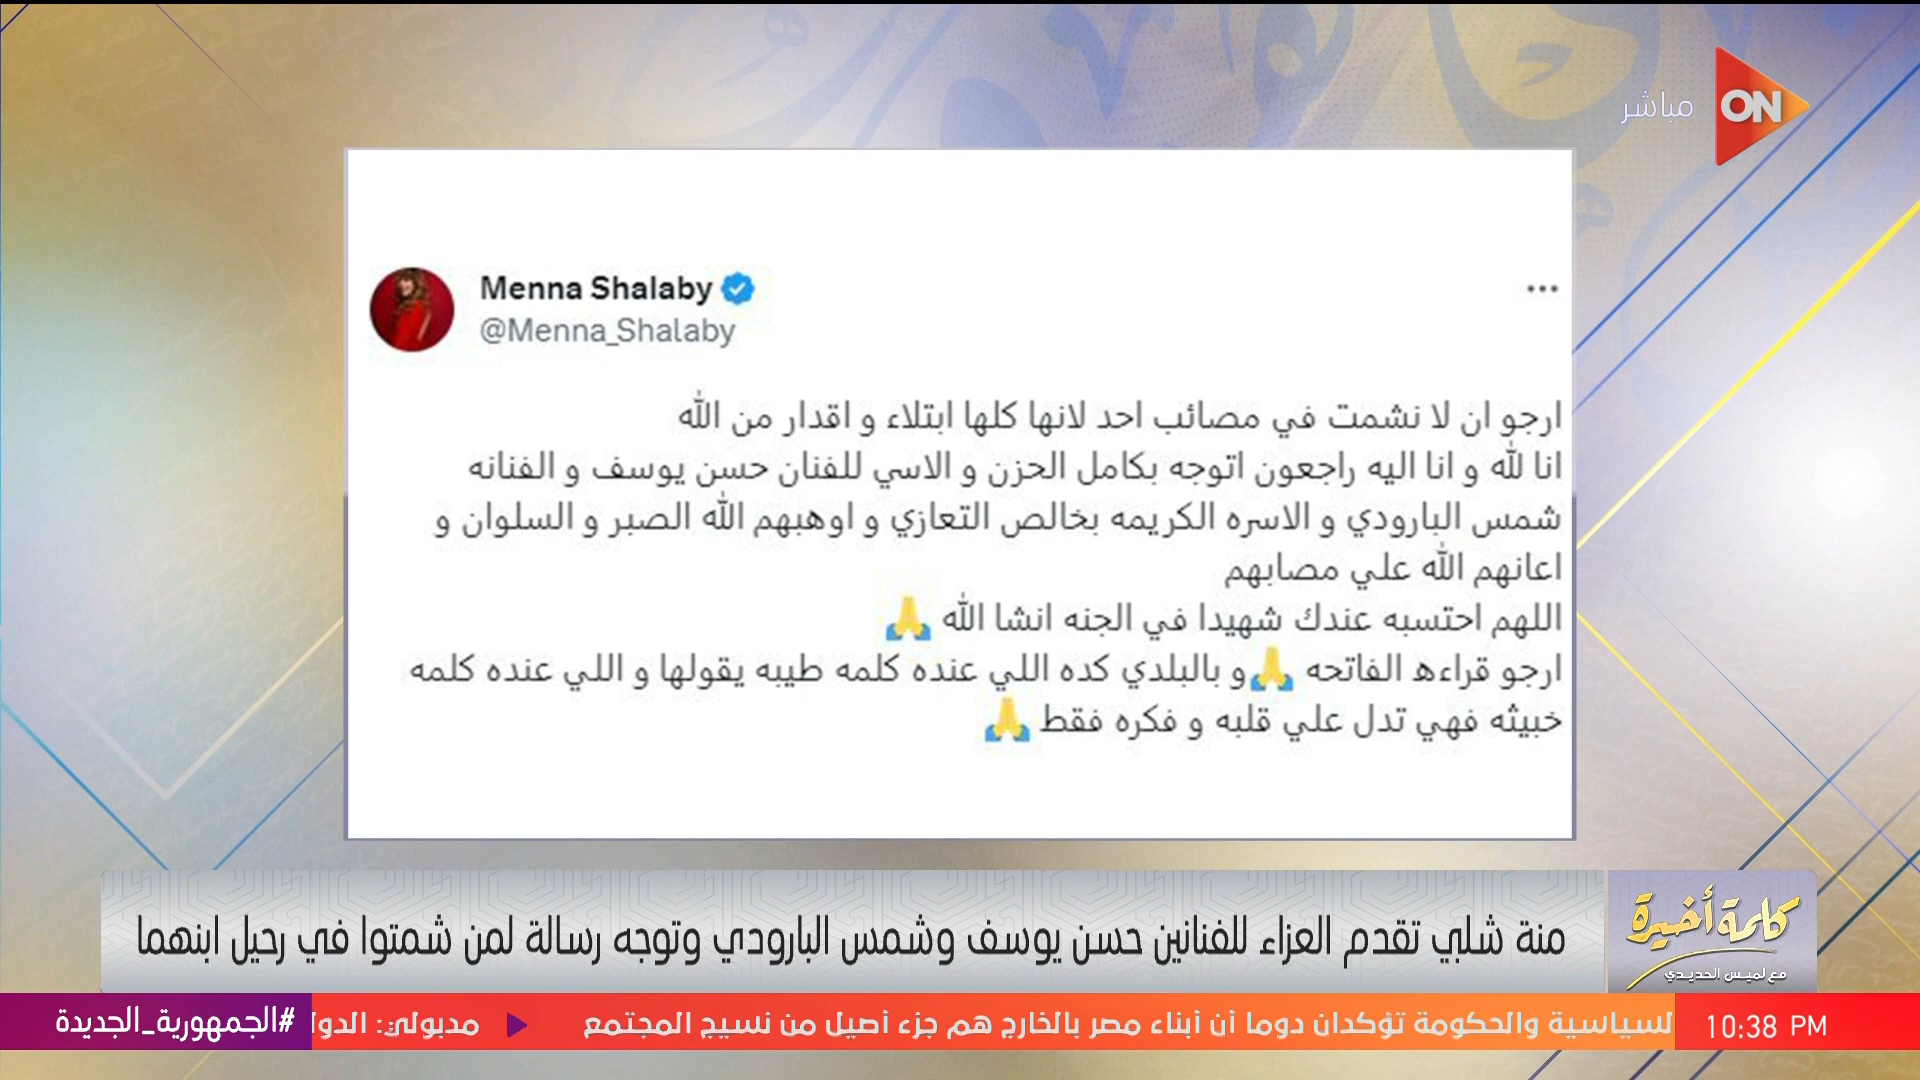 مباشر
ON
Menna Shalaby
@Menna_Shalaby
ارجو ان لا نشمت في مصائب احد لانها كلها ابتلاء و اقدار من الله
انا لله و انا اليه راجعون اتوجه بكامل الحزن و الاسي للفنان حسن يوسف و الفنانه
شمس البارودي و الاسره الكريمه بخالص التعازي و اوهبهم الله الصبر و السلوان و
اعانهم الله علي مصابهم
اللهم احتسبه عندك شهيدا في الجنه انشا الله 🙏
ارجو قراءه الفاتحه 🙏و بالبلدي كده اللي عنده كلمه طيبه يقولها و اللي عنده كلمه
خبيثه فهي تدل علي قلبه و فكره فقط 🙏
كلمة أخيرة
مع لميس الحديدي
منة شلبي تقدم العزاء للفنانين حسن يوسف وشمس البارودي وتوجه رسالة لمن شمتوا في رحيل ابنهما
10:38 PM
لسياسية والحكومة تؤكدان دوما أن أبناء مصر بالخارج هم جزء أصيل من نسيج المجتمع ◀ مدبولي: الدوا
#الجمهورية_الجديدة